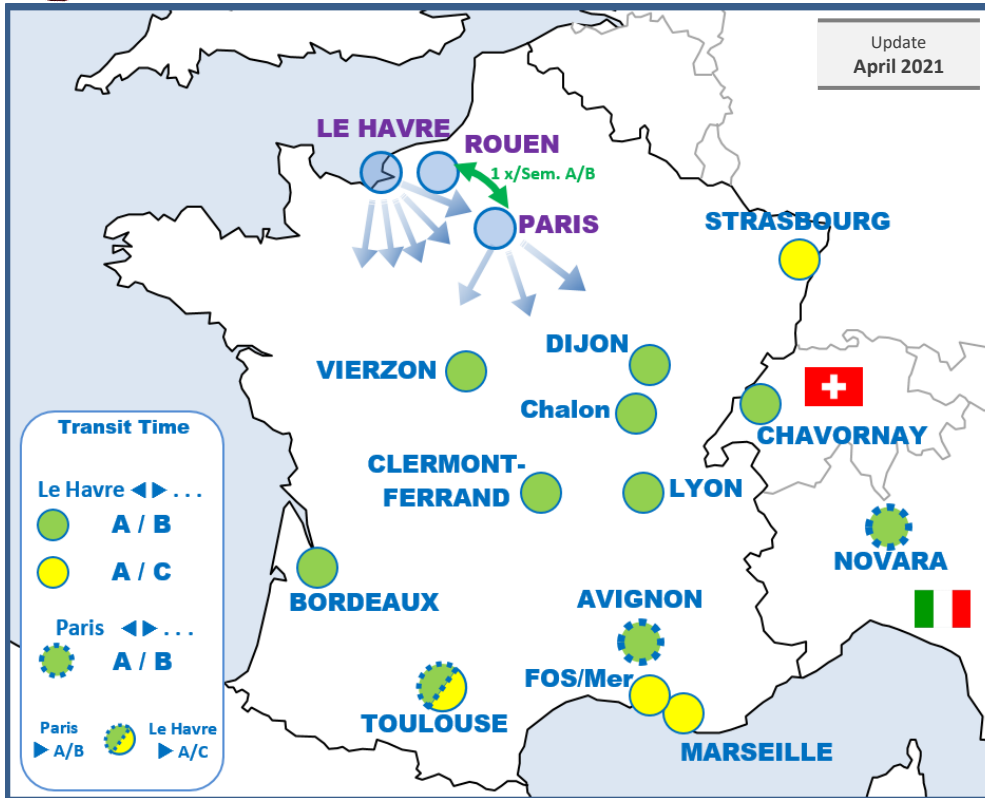 Update
April 2021
LE HAVRE
ROUEN
1 x/Sem. A/B
PARIS
STRASBOURG
DIJON
VIERZON
Chalon
CHAVORNAY
CLERMONT-
FERRAND
LYON
NOVARA
BORDEAUX
AVIGNON
FOS/Mer
TOULOUSE
MARSEILLE
Transit Time
Le Havre ◀ ▶ . . .
A / B
A / C
Paris ◀ ▶ . . .
A / B
Paris
▶ A/B
Le Havre
▶ A/C